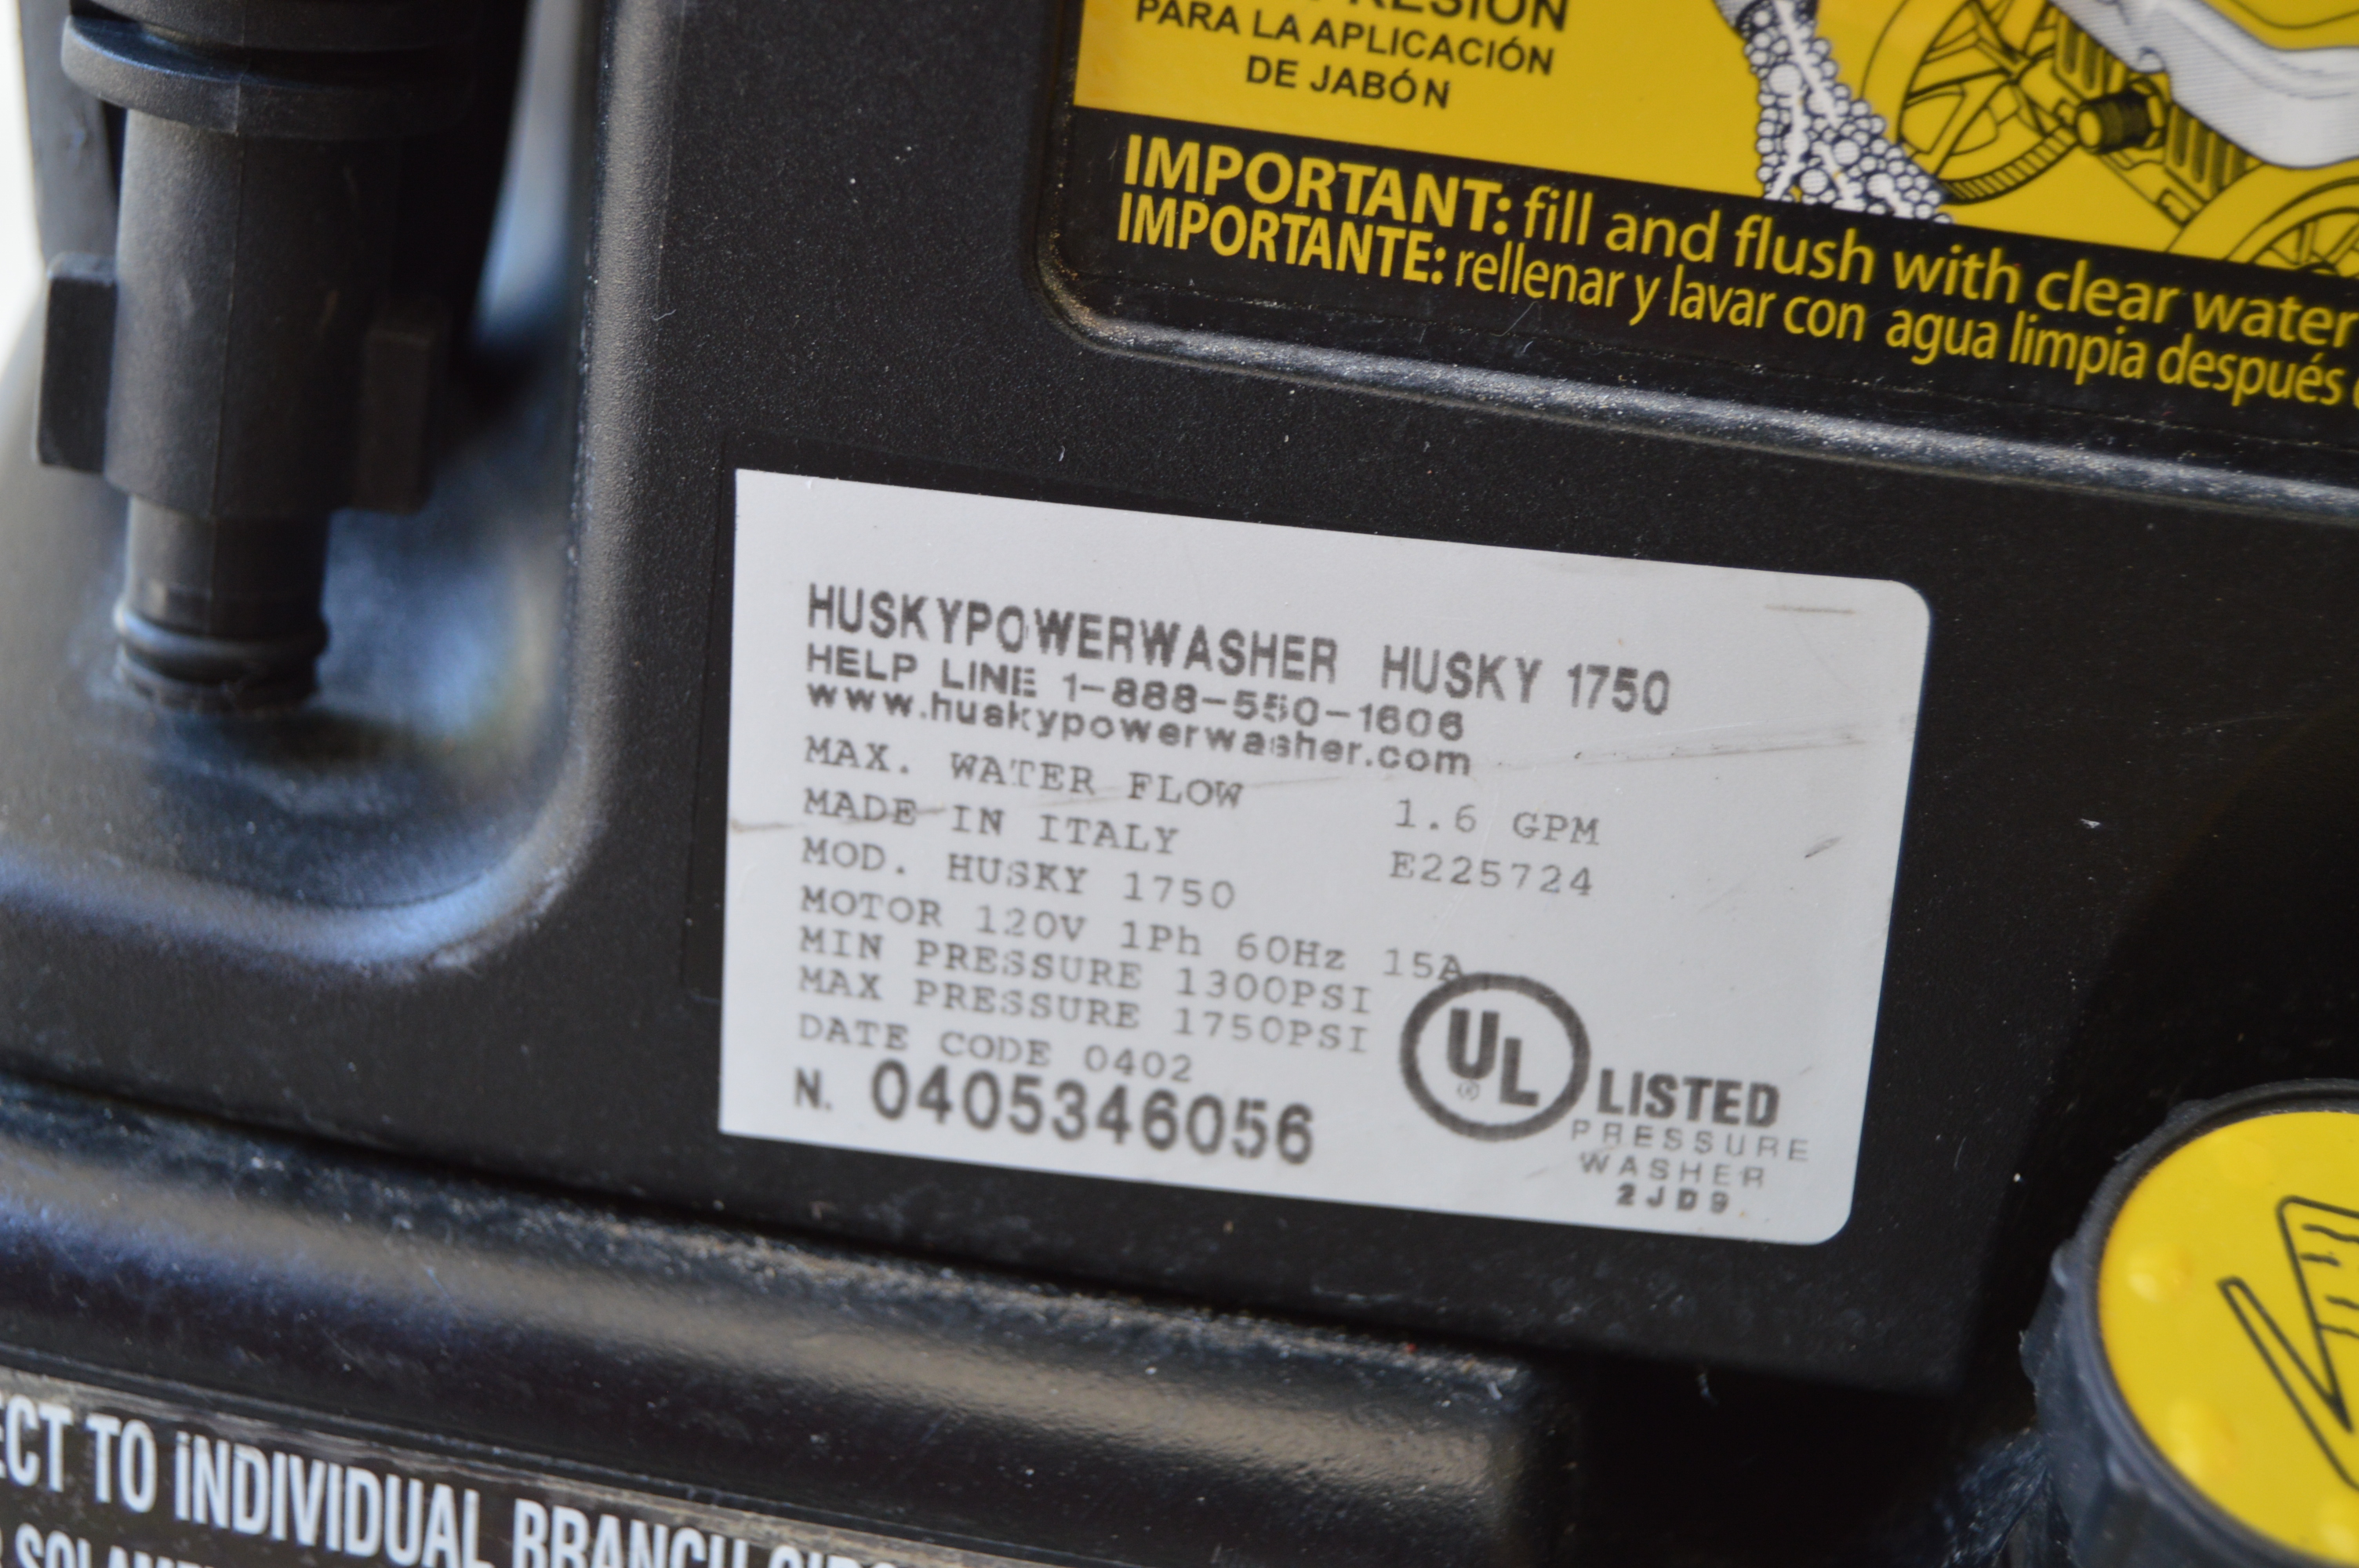 PRESIÓN
PARA LA APLICACIÓN
DE JABÓN
IMPORTANT: fill and flush with clear water
IMPORTANTE: rellenar y lavar con agua limpia después
HUSKYPOWERWASHER HUSKY 1750
HELP LINE 1-888-550-1606
www.huskypowerwasher.com
MAX. WATER FLOW 1.6 GPM
MADE IN ITALY E225724
MOD. HUSKY 1750
MOTOR 120V 1Ph 60Hz 15A
MIN PRESSURE 1300PSI
MAX PRESSURE 1750PSI
DATE CODE 0402
N. 0405346056
UL LISTED
PRESSURE
WASHER
2JD9
TO INDIVIDUAL BRANCH